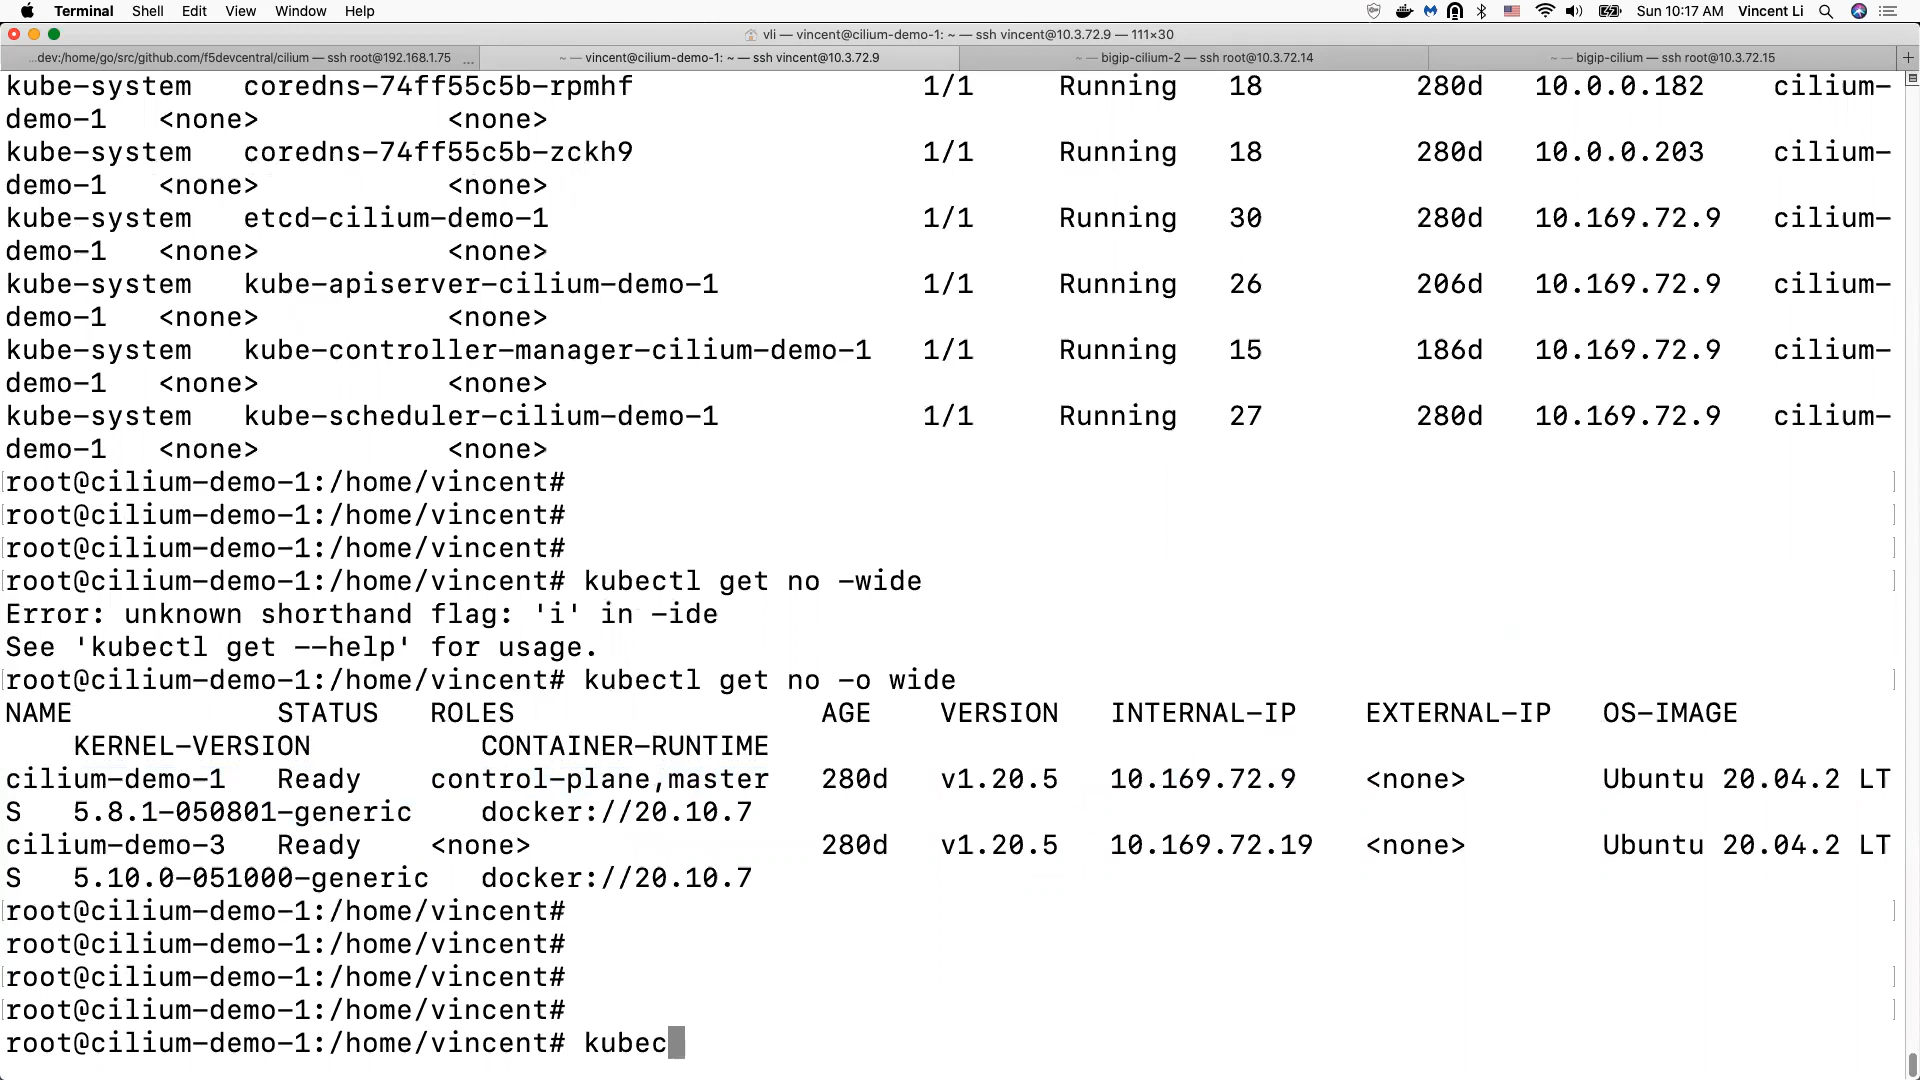 Terminal Shell Edit View Window Help Sun 10:17 AM Vincent Li
vli — vincent@cilium-demo-1: ~ — ssh vincent@10.3.72.9 — 111×30
...dev:/home/go/src/github.com/f5devcentral/cilium — ssh root@192.168.1.75 ... ~ — vincent@cilium-demo-1: ~ — ssh vincent@10.3.72.9 ~ — bigip-cilium-2 — ssh root@10.3.72.14 ~ — bigip-cilium — ssh root@10.3.72.15 +
kube-system coredns-74ff55c5b-rpmhf 1/1 Running 18 280d 10.0.0.182 cilium-
demo-1 <none> <none>
kube-system coredns-74ff55c5b-zckh9 1/1 Running 18 280d 10.0.0.203 cilium-
demo-1 <none> <none>
kube-system etcd-cilium-demo-1 1/1 Running 30 280d 10.169.72.9 cilium-
demo-1 <none> <none>
kube-system kube-apiserver-cilium-demo-1 1/1 Running 26 206d 10.169.72.9 cilium-
demo-1 <none> <none>
kube-system kube-controller-manager-cilium-demo-1 1/1 Running 15 186d 10.169.72.9 cilium-
demo-1 <none> <none>
kube-system kube-scheduler-cilium-demo-1 1/1 Running 27 280d 10.169.72.9 cilium-
demo-1 <none> <none>
root@cilium-demo-1:/home/vincent#
root@cilium-demo-1:/home/vincent#
root@cilium-demo-1:/home/vincent#
root@cilium-demo-1:/home/vincent# kubectl get no -wide
Error: unknown shorthand flag: 'i' in -ide
See 'kubectl get --help' for usage.
root@cilium-demo-1:/home/vincent# kubectl get no -o wide
NAME STATUS ROLES AGE VERSION INTERNAL-IP EXTERNAL-IP OS-IMAGE
KERNEL-VERSION CONTAINER-RUNTIME
cilium-demo-1 Ready control-plane,master 280d v1.20.5 10.169.72.9 <none> Ubuntu 20.04.2 LT
S 5.8.1-050801-generic docker://20.10.7
cilium-demo-3 Ready <none> 280d v1.20.5 10.169.72.19 <none> Ubuntu 20.04.2 LT
S 5.10.0-051000-generic docker://20.10.7
root@cilium-demo-1:/home/vincent#
root@cilium-demo-1:/home/vincent#
root@cilium-demo-1:/home/vincent#
root@cilium-demo-1:/home/vincent#
root@cilium-demo-1:/home/vincent# kubec